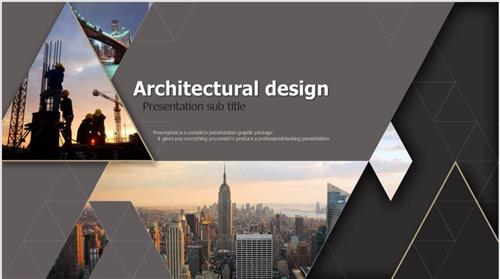 Architectural design
Presentation sub title
Powerpoint is a complete presentation graphic package
it gives you everything you need to produce a professional-looking presentation